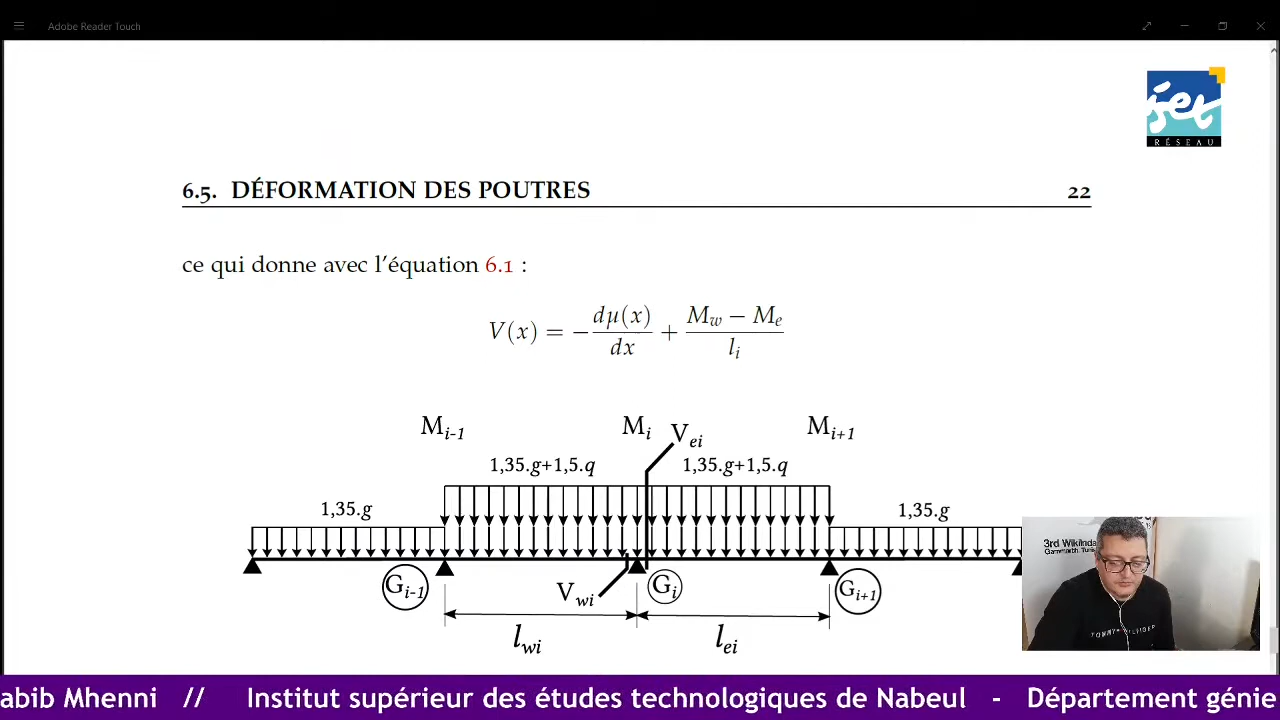 Adobe Reader Touch
iset
RÉSEAU
6.5. DÉFORMATION DES POUTRES 22
ce qui donne avec l'équation 6.1 :
V(x) = − dμ(x)/dx + (M_w − M_e)/l_i
M_{i-1} M_i V_{ei} M_{i+1}
1,35.g+1,5.q 1,35.g+1,5.q
1,35.g 1,35.g
G_{i-1} V_{wi} G_i G_{i+1}
l_{wi} l_{ei}
3rd Wikiinda
TOMMY HILFIGER
abib Mhenni // Institut supérieur des études technologiques de Nabeul - Département génie